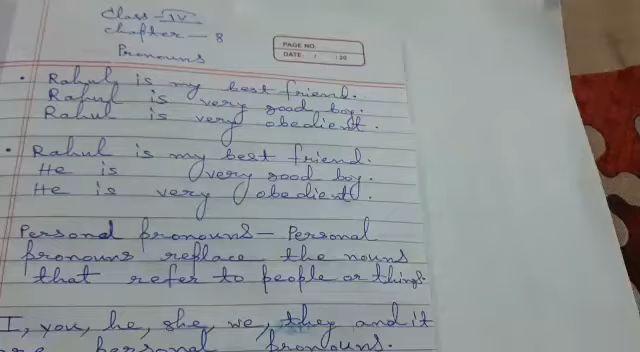 Class - IV
Chapter - 8
Pronouns
PAGE NO:
DATE : : :20
• Rahul is my best friend.
Rahul is very good boy.
Rahul is very obedient.
• Rahul is my best friend.
He is very good boy.
He is very obedient.
Personal pronouns - Personal
pronouns replace the nouns
that refer to people or things.
I, you, he, she, we, they and it
are personal pronouns.